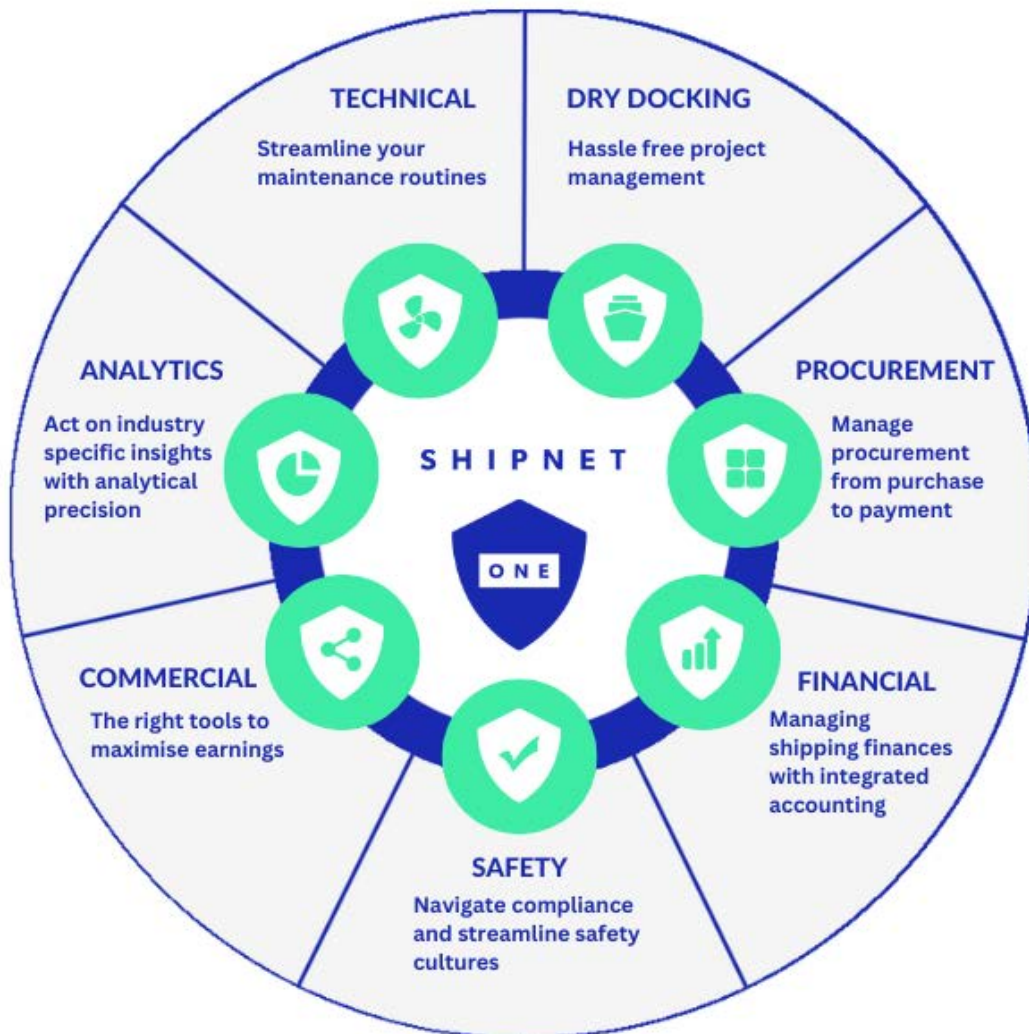 TECHNICAL
Streamline your
maintenance routines
DRY DOCKING
Hassle free project
management
ANALYTICS
Act on industry
specific insights
with analytical
precision
SHIPNET
ONE
PROCUREMENT
Manage
procurement
from purchase
to payment
COMMERCIAL
The right tools to
maximise earnings
FINANCIAL
Managing
shipping finances
with integrated
accounting
SAFETY
Navigate compliance
and streamline safety
cultures